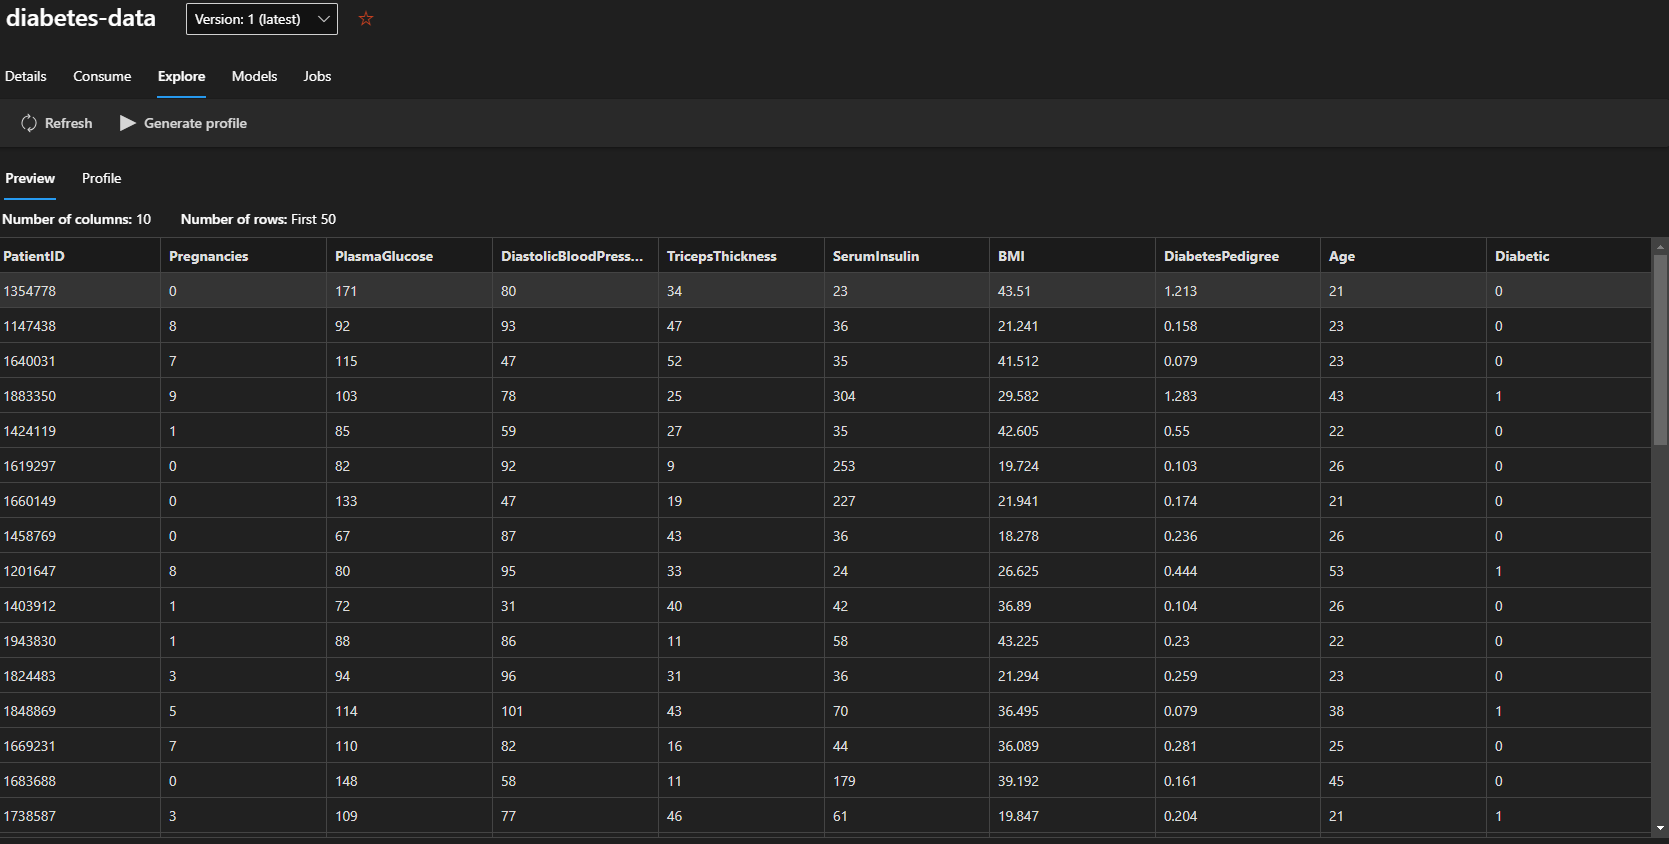 diabetes-data Version: 1 (latest)
Details Consume Explore Models Jobs
Refresh Generate profile
Preview Profile
Number of columns: 10 Number of rows: First 50
PatientID Pregnancies PlasmaGlucose DiastolicBloodPress... TricepsThickness SerumInsulin BMI DiabetesPedigree Age Diabetic
1354778 0 171 80 34 23 43.51 1.213 21 0
1147438 8 92 93 47 36 21.241 0.158 23 0
1640031 7 115 47 52 35 41.512 0.079 23 0
1883350 9 103 78 25 304 29.582 1.283 43 1
1424119 1 85 59 27 35 42.605 0.55 22 0
1619297 0 82 92 9 253 19.724 0.103 26 0
1660149 0 133 47 19 227 21.941 0.174 21 0
1458769 0 67 87 43 36 18.278 0.236 26 0
1201647 8 80 95 33 24 26.625 0.444 53 1
1403912 1 72 31 40 42 36.89 0.104 26 0
1943830 1 88 86 11 58 43.225 0.23 22 0
1824483 3 94 96 31 36 21.294 0.259 23 0
1848869 5 114 101 43 70 36.495 0.079 38 1
1669231 7 110 82 16 44 36.089 0.281 25 0
1683688 0 148 58 11 179 39.192 0.161 45 0
1738587 3 109 77 46 61 19.847 0.204 21 1